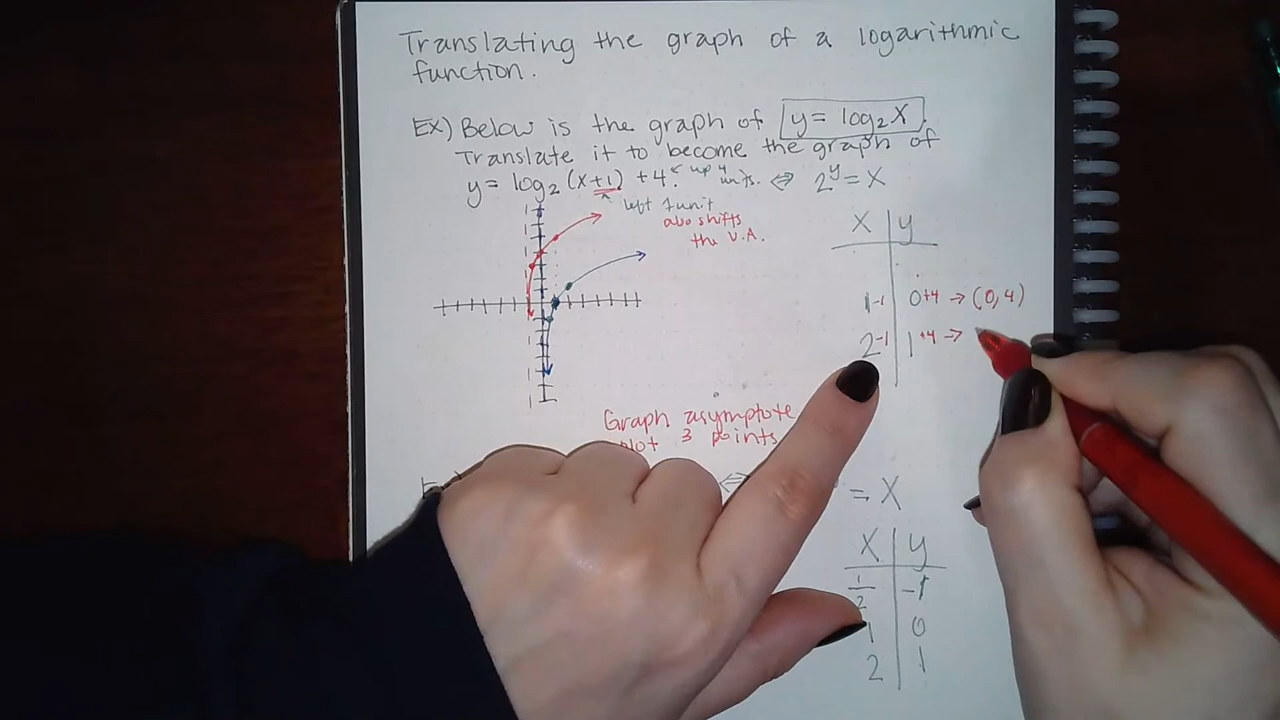 Translating the graph of a logarithmic
function.
Ex) Below is the graph of y = log₂X.
Translate it to become the graph of
y = log₂ (x+1) + 4. ↸ up 4 units. ⇔ 2^y = X
^ left 1 unit
also shifts
the V.A.
X | y
1-1 | 0+4 → (0,4)
2-1 | 1+4 →
Graph asymptote
plot 3 points
⇔ = X
X | y
1/2 | -1
1 | 0
2 | 1